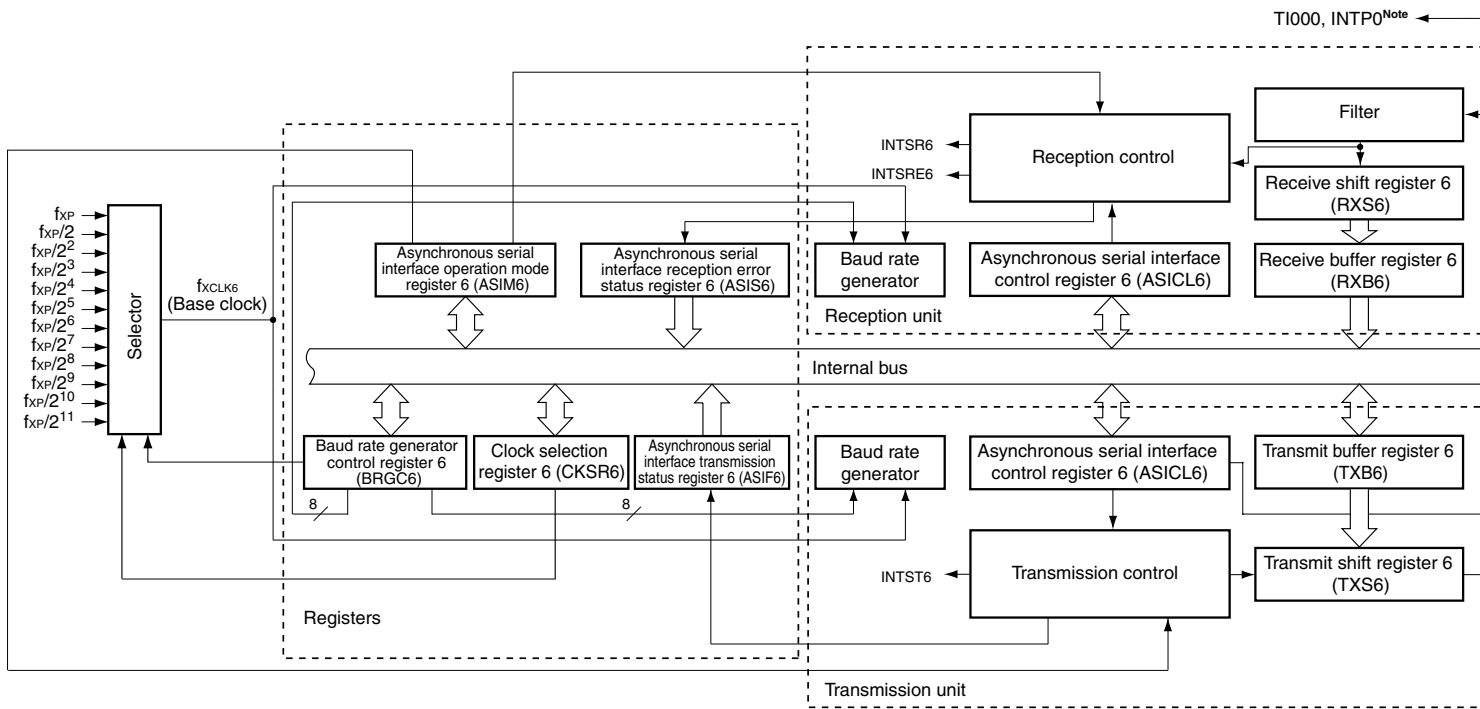 TI000, INTP0Note
Filter
INTSR6
INTSRE6
Reception control
Receive shift register 6
(RXS6)
fXP
fXP/2
fXP/2²
fXP/2³
fXP/2⁴
fXP/2⁵
fXP/2⁶
fXP/2⁷
fXP/2⁸
fXP/2⁹
fXP/2¹⁰
fXP/2¹¹
Selector
fXCLK6
(Base clock)
Asynchronous serial
interface operation mode
register 6 (ASIM6)
Asynchronous serial
interface reception error
status register 6 (ASIS6)
Baud rate
generator
Asynchronous serial interface
control register 6 (ASICL6)
Receive buffer register 6
(RXB6)
Reception unit
Internal bus
Baud rate generator
control register 6
(BRGC6)
Clock selection
register 6 (CKSR6)
Asynchronous serial
interface transmission
status register 6 (ASIF6)
Baud rate
generator
Asynchronous serial interface
control register 6 (ASICL6)
Transmit buffer register 6
(TXB6)
8
8
INTST6
Transmission control
Transmit shift register 6
(TXS6)
Registers
Transmission unit